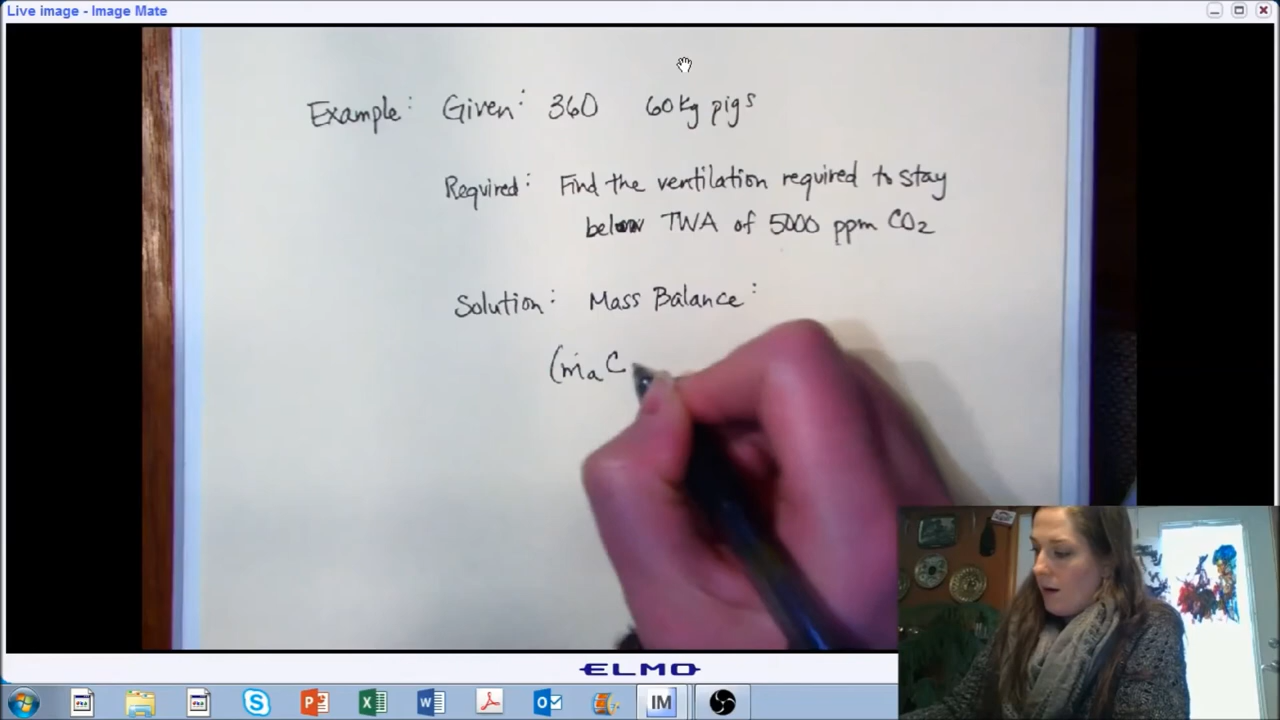 Live image - Image Mate
Example: Given: 360 60kg pigs
Required: Find the ventilation required to stay
below TWA of 5000 ppm CO2
Solution: Mass Balance:
(ṁaC
ELMO
IM